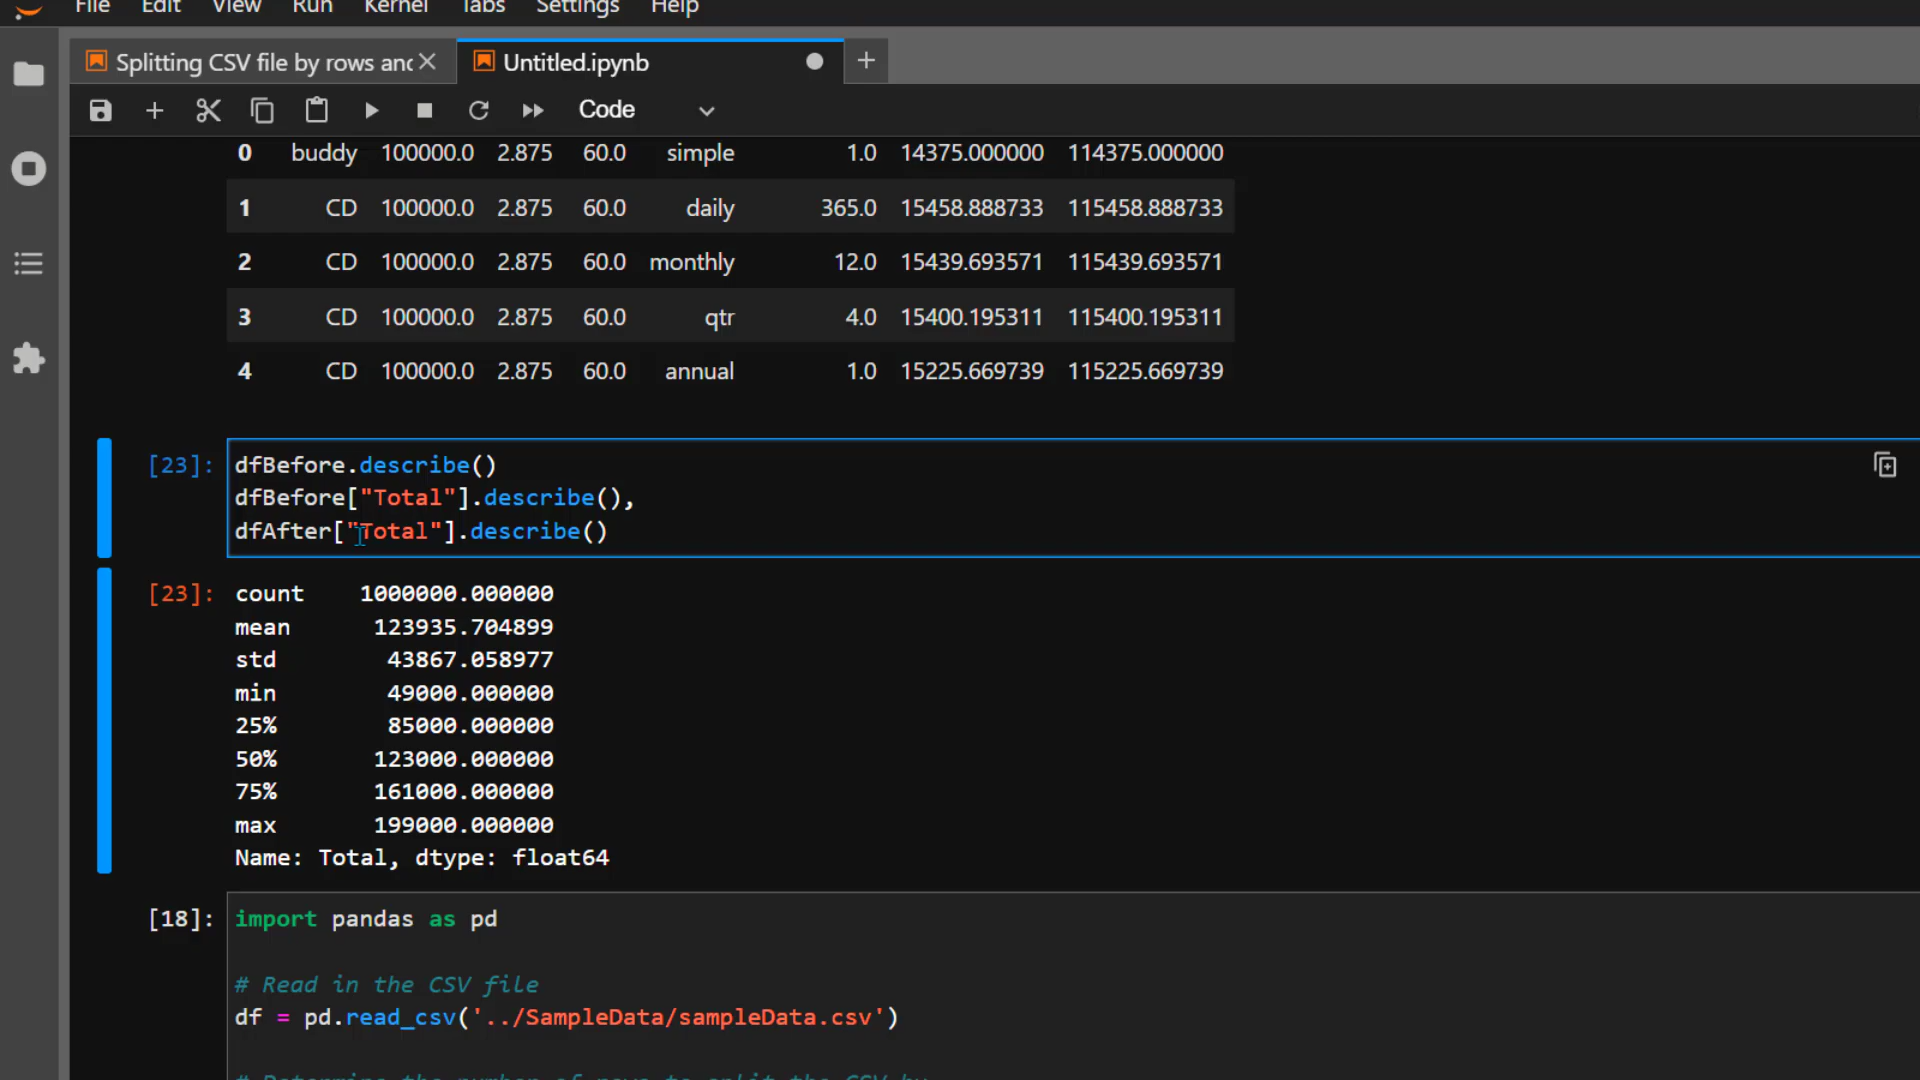 File Edit View Run Kernel Tabs Settings Help
Splitting CSV file by rows and Untitled.ipynb
Code
0 buddy 100000.0 2.875 60.0 simple 1.0 14375.000000 114375.000000
1 CD 100000.0 2.875 60.0 daily 365.0 15458.888733 115458.888733
2 CD 100000.0 2.875 60.0 monthly 12.0 15439.693571 115439.693571
3 CD 100000.0 2.875 60.0 qtr 4.0 15400.195311 115400.195311
4 CD 100000.0 2.875 60.0 annual 1.0 15225.669739 115225.669739
[23]: dfBefore.describe()
dfBefore["Total"].describe(),
dfAfter["Total"].describe()
[23]: count 1000000.000000
mean 123935.704899
std 43867.058977
min 49000.000000
25% 85000.000000
50% 123000.000000
75% 161000.000000
max 199000.000000
Name: Total, dtype: float64
[18]: import pandas as pd
# Read in the CSV file
df = pd.read_csv('../SampleData/sampleData.csv')